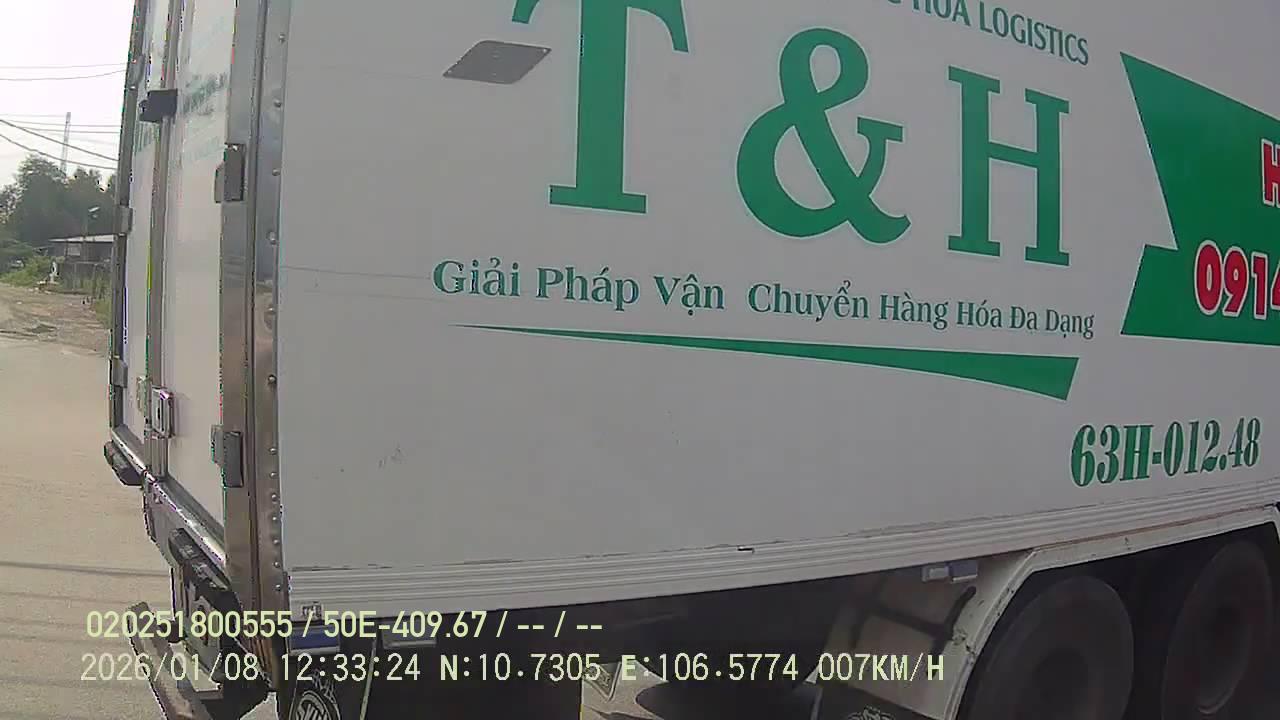 HOA LOGISTICS
T & H
Giải Pháp Vận Chuyển Hàng Hóa Đa Dạng
0914
63H-012.48
020251800555 / 50E-409.67 / -- / --
2026/01/08 12:33:24 N:10.7305 E:106.5774 007KM/H